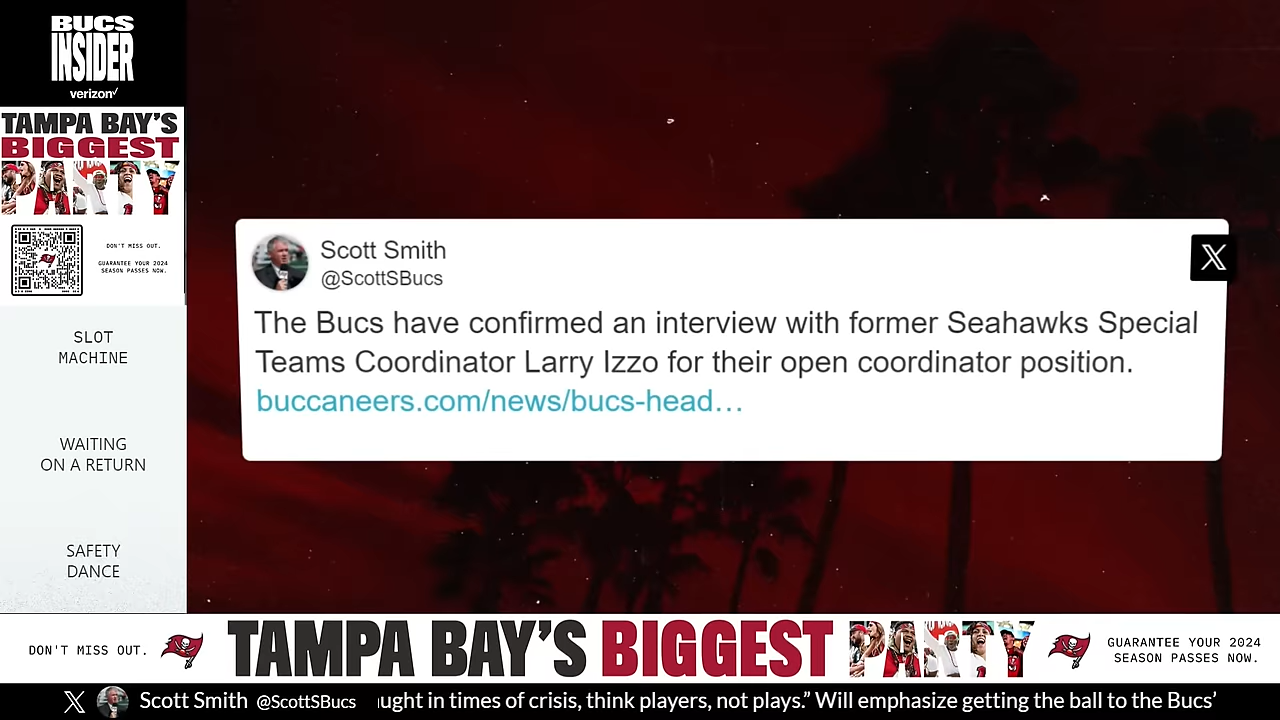 BUCS
INSIDER
verizon
TAMPA BAY'S
BIGGEST
PARTY
DON'T MISS OUT.
GUARANTEE YOUR 2024
SEASON PASSES NOW.
SLOT
MACHINE
WAITING
ON A RETURN
SAFETY
DANCE
Scott Smith
@ScottSBucs
The Bucs have confirmed an interview with former Seahawks Special
Teams Coordinator Larry Izzo for their open coordinator position.
buccaneers.com/news/bucs-head…
DON'T MISS OUT.
TAMPA BAY'S BIGGEST PARTY
GUARANTEE YOUR 2024
SEASON PASSES NOW.
Scott Smith @ScottSBucs in times of crisis, think players, not plays.” Will emphasize getting the ball to the Bucs’